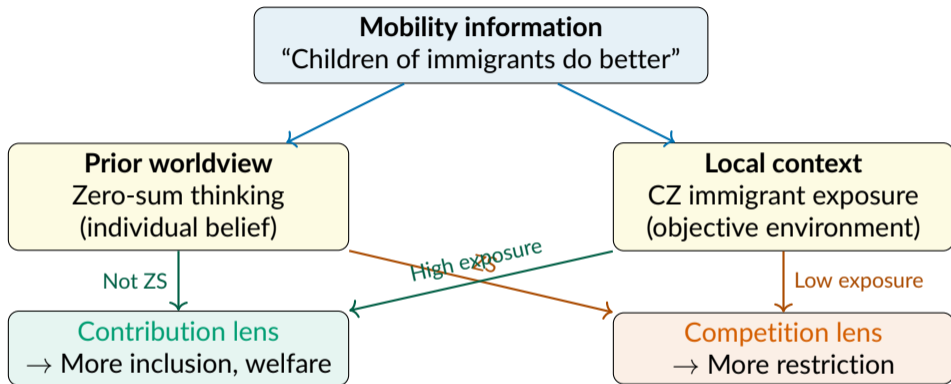 Mobility information
“Children of immigrants do better”
Prior worldview
Zero-sum thinking
(individual belief)
Local context
CZ immigrant exposure
(objective environment)
Not ZS
High exposure
ZS
Low exposure
Contribution lens
→ More inclusion, welfare
Competition lens
→ More restriction